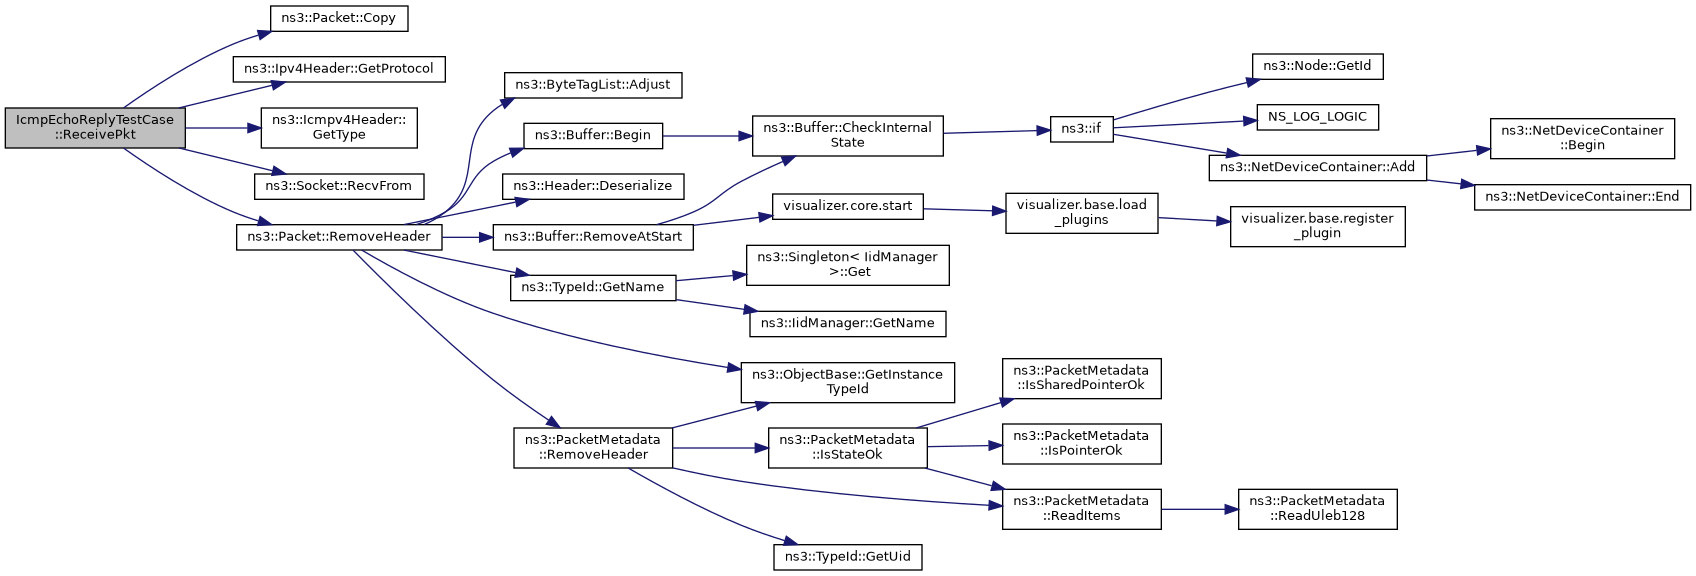 IcmpEchoReplyTestCase
::ReceivePkt
ns3::Packet::Copy
ns3::Ipv4Header::GetProtocol
ns3::Icmpv4Header::
GetType
ns3::Socket::RecvFrom
ns3::Packet::RemoveHeader
ns3::ByteTagList::Adjust
ns3::Buffer::Begin
ns3::Header::Deserialize
ns3::Buffer::RemoveAtStart
ns3::TypeId::GetName
ns3::PacketMetadata
::RemoveHeader
ns3::Buffer::CheckInternal
State
visualizer.core.start
ns3::Singleton< IidManager
>::Get
ns3::IidManager::GetName
ns3::ObjectBase::GetInstance
TypeId
ns3::PacketMetadata
::IsStateOk
ns3::TypeId::GetUid
ns3::if
visualizer.base.load
_plugins
ns3::PacketMetadata
::IsSharedPointerOk
ns3::PacketMetadata
::IsPointerOk
ns3::PacketMetadata
::ReadItems
ns3::Node::GetId
NS_LOG_LOGIC
ns3::NetDeviceContainer::Add
visualizer.base.register
_plugin
ns3::PacketMetadata
::ReadUleb128
ns3::NetDeviceContainer
::Begin
ns3::NetDeviceContainer::End